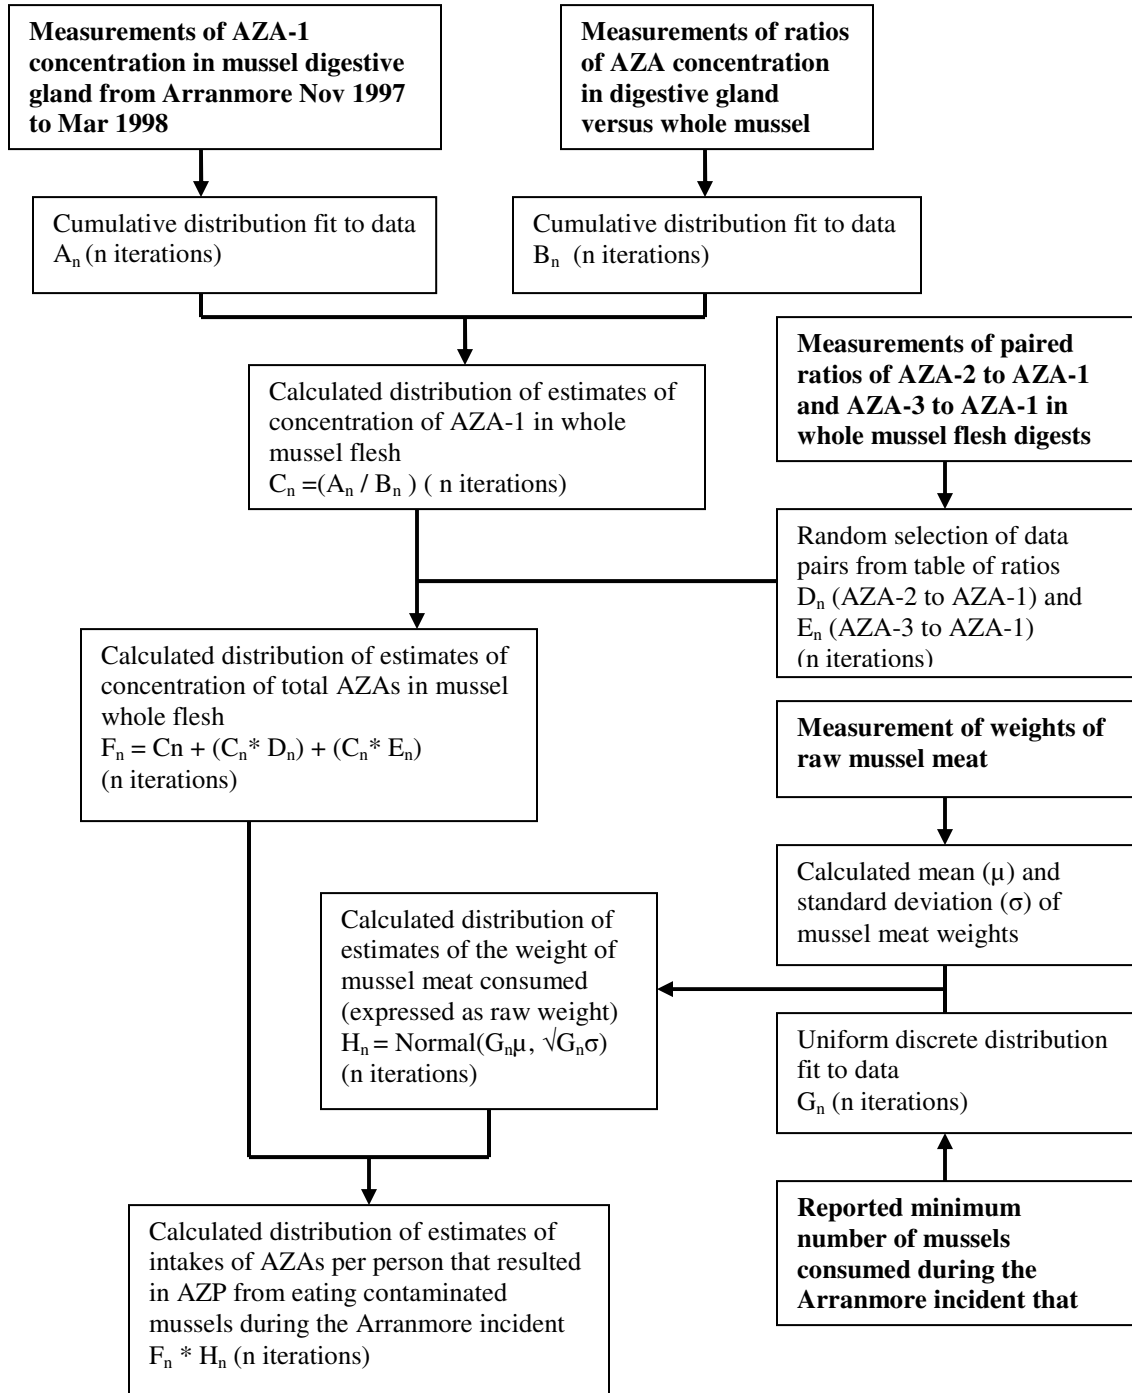 Measurements of AZA-1
concentration in mussel digestive
gland from Arranmore Nov 1997
to Mar 1998
Measurements of ratios
of AZA concentration
in digestive gland
versus whole mussel
Cumulative distribution fit to data
Aₙ (n iterations)
Cumulative distribution fit to data
Bₙ (n iterations)
Measurements of paired
ratios of AZA-2 to AZA-1
and AZA-3 to AZA-1 in
whole mussel flesh digests
Calculated distribution of estimates of
concentration of AZA-1 in whole
mussel flesh
Cₙ =(Aₙ / Bₙ ) ( n iterations)
Random selection of data
pairs from table of ratios
Dₙ (AZA-2 to AZA-1) and
Eₙ (AZA-3 to AZA-1)
(n iterations)
Calculated distribution of estimates of
concentration of total AZAs in mussel
whole flesh
Fₙ = Cn + (Cₙ* Dₙ) + (Cₙ* Eₙ)
(n iterations)
Measurement of weights of
raw mussel meat
Calculated mean (µ) and
standard deviation (σ) of
mussel meat weights
Calculated distribution of
estimates of the weight of
mussel meat consumed
(expressed as raw weight)
Hₙ = Normal(Gₙµ, √Gₙσ)
(n iterations)
Uniform discrete distribution
fit to data
Gₙ (n iterations)
Reported minimum
number of mussels
consumed during the
Arranmore incident that
Calculated distribution of estimates of
intakes of AZAs per person that resulted
in AZP from eating contaminated
mussels during the Arranmore incident
Fₙ * Hₙ (n iterations)